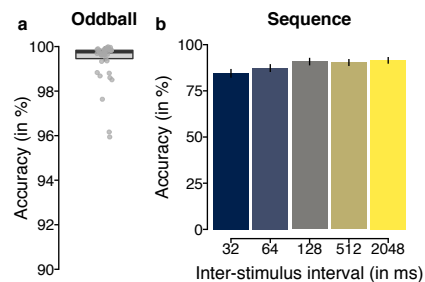 a Oddball
100
98
96
94
92
90
Accuracy (in %)
b Sequence
100
75
50
25
0
Accuracy (in %)
32 64 128 512 2048
Inter-stimulus interval (in ms)